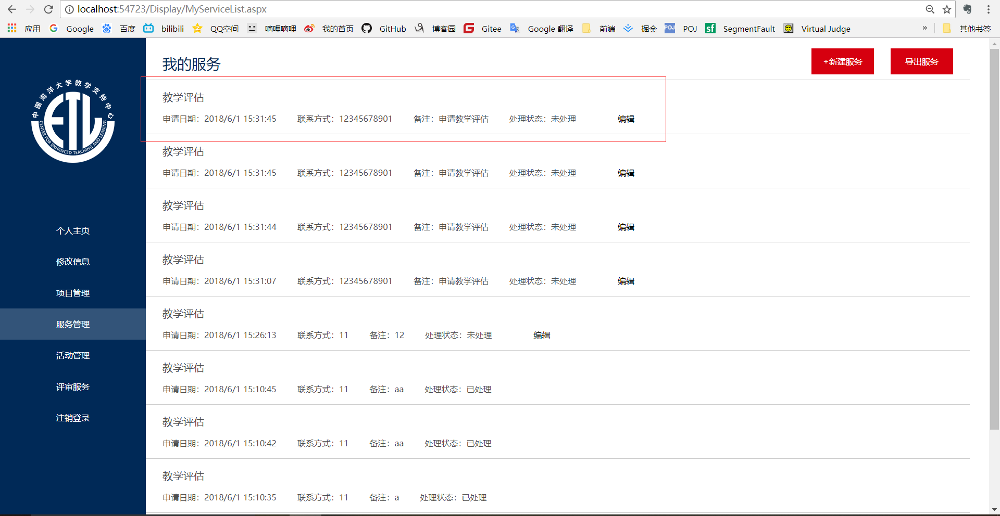 localhost:54723/Display/MyServiceList.aspx
应用 Google 百度 bilibili QQ空间 嘀哩嘀哩 我的首页 GitHub 博客园 Gitee Google 翻译 前端 掘金 POJ SegmentFault Virtual Judge » 其他书签
中国海洋大学教学支持中心
ETL
CENTER FOR ENHANCED TEACHING AND LEANING
个人主页
修改信息
项目管理
服务管理
活动管理
评审服务
注销登录
我的服务
+新建服务 导出服务
教学评估
申请日期：2018/6/1 15:31:45 联系方式：12345678901 备注：申请教学评估 处理状态：未处理 编辑
教学评估
申请日期：2018/6/1 15:31:45 联系方式：12345678901 备注：申请教学评估 处理状态：未处理 编辑
教学评估
申请日期：2018/6/1 15:31:44 联系方式：12345678901 备注：申请教学评估 处理状态：未处理 编辑
教学评估
申请日期：2018/6/1 15:31:07 联系方式：12345678901 备注：申请教学评估 处理状态：未处理 编辑
教学评估
申请日期：2018/6/1 15:26:13 联系方式：11 备注：12 处理状态：未处理 编辑
教学评估
申请日期：2018/6/1 15:10:45 联系方式：11 备注：aa 处理状态：已处理
教学评估
申请日期：2018/6/1 15:10:42 联系方式：11 备注：aa 处理状态：已处理
教学评估
申请日期：2018/6/1 15:10:35 联系方式：11 备注：a 处理状态：已处理